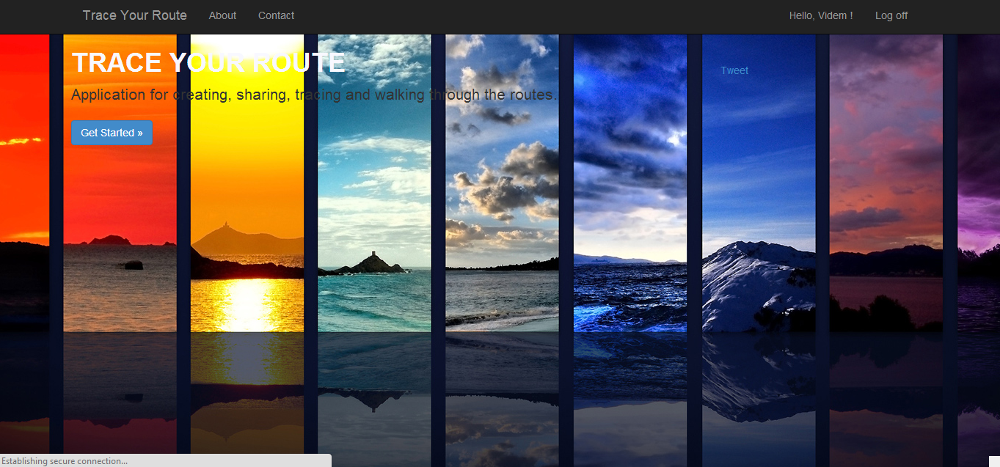 Trace Your Route About Contact Hello, Videm ! Log off
TRACE YOUR ROUTE
Tweet
Application for creating, sharing, tracing and walking through the routes.
Get Started »
Establishing secure connection...